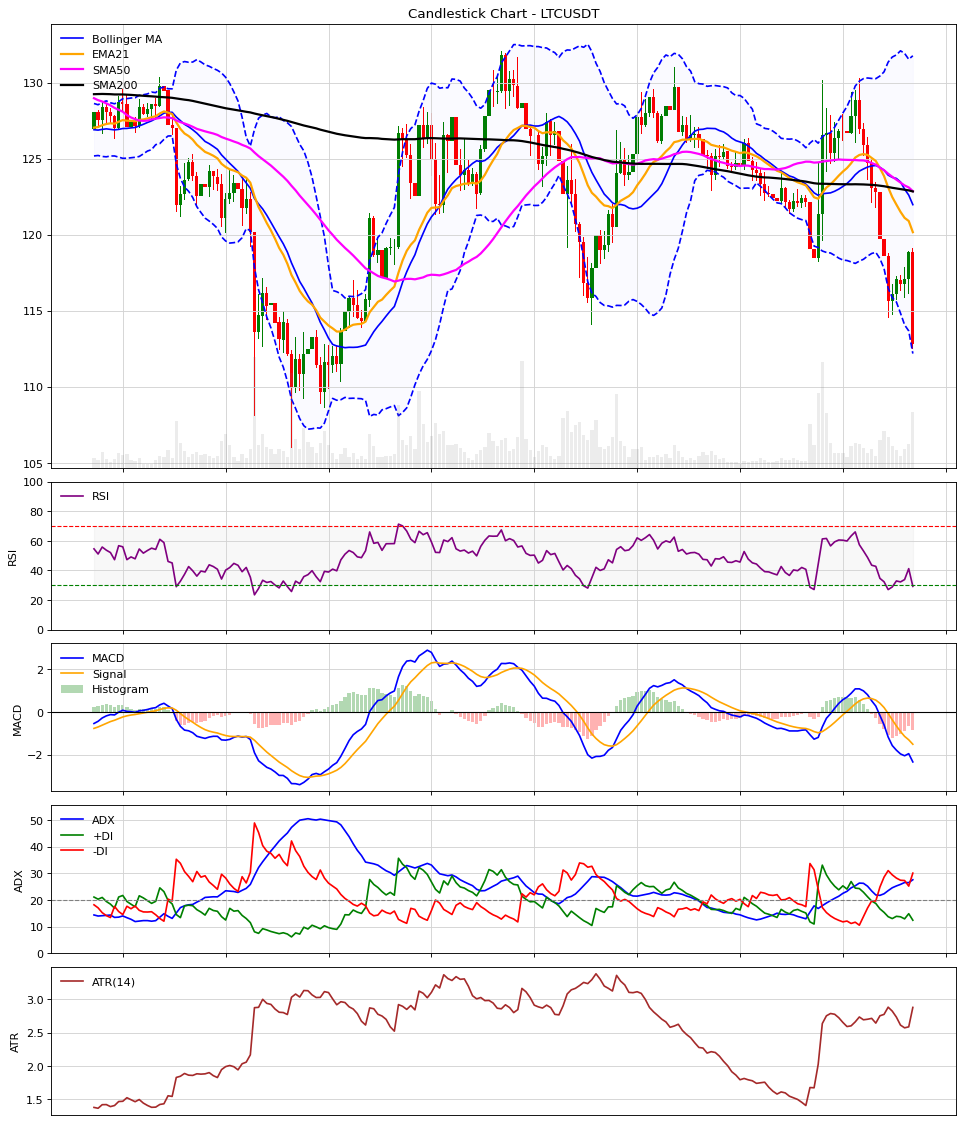 Candlestick Chart - LTCUSDT
Bollinger MA
EMA21
SMA50
SMA200
130
125
120
115
110
105
RSI
100
80
60
40
20
0
RSI
MACD
Signal
Histogram
2
0
−2
MACD
ADX
+DI
-DI
50
40
30
20
10
0
ADX
ATR(14)
3.0
2.5
2.0
1.5
ATR